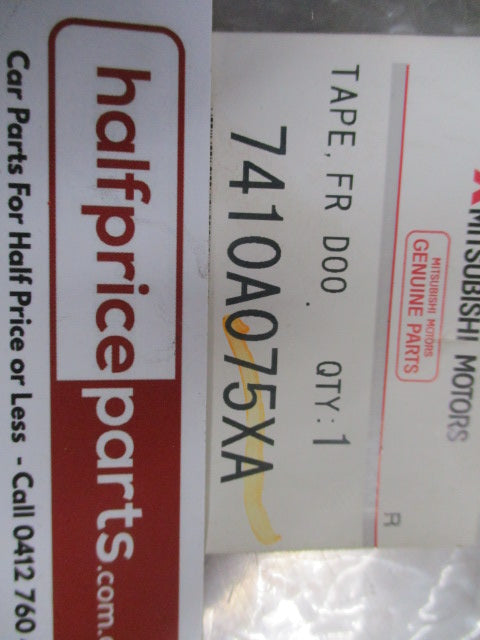 MITSUBISHI MOTORS
MITSUBISHI MOTORS
GENUINE PARTS
R
TAPE, FR DOO. QTY:1
7410A075XA
halfpriceparts.com.
Car Parts For Half Price or Less - Call 0412 760